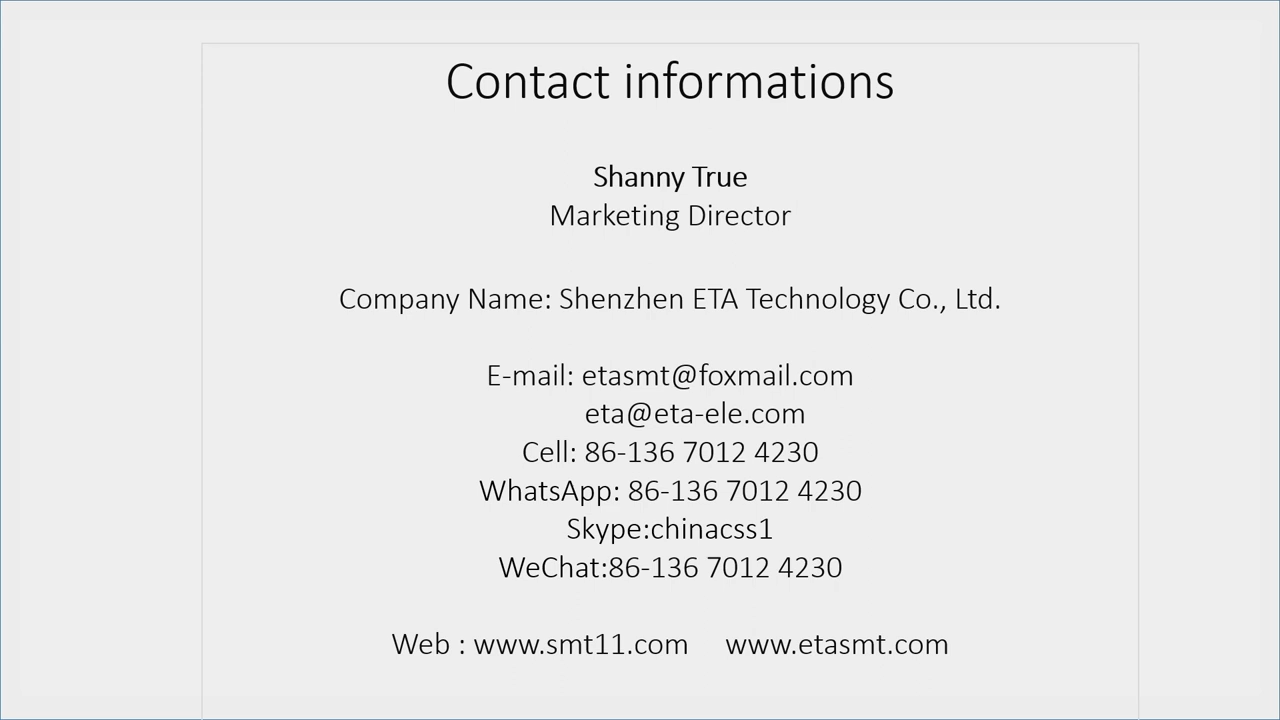 Contact informations
Shanny True
Marketing Director
Company Name: Shenzhen ETA Technology Co., Ltd.
E-mail: etasmt@foxmail.com
eta@eta-ele.com
Cell: 86-136 7012 4230
WhatsApp: 86-136 7012 4230
Skype:chinacss1
WeChat:86-136 7012 4230
Web : www.smt11.com www.etasmt.com